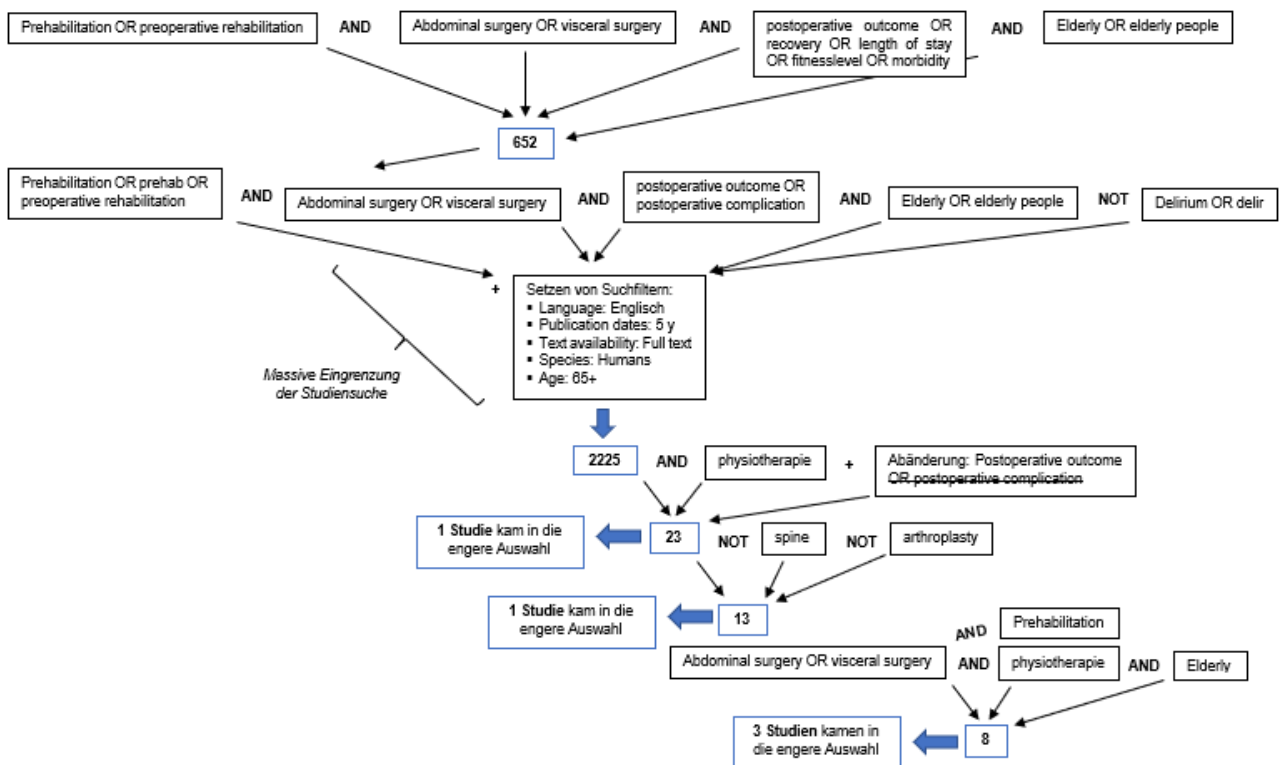 Prehabilitation OR preoperative rehabilitation
AND
Abdominal surgery OR visceral surgery
AND
postoperative outcome OR
recovery OR length of stay
OR fitnesslevel OR morbidity
AND
Elderly OR elderly people
652
Prehabilitation OR prehab OR
preoperative rehabilitation
AND
Abdominal surgery OR visceral surgery
AND
postoperative outcome OR
postoperative complication
AND
Elderly OR elderly people
NOT
Delirium OR delir
+
Setzen von Suchfiltern:
▪ Language: Englisch
▪ Publication dates: 5 y
▪ Text availability: Full text
▪ Species: Humans
▪ Age: 65+
Massive Eingrenzung
der Studiensuche
2225
AND
physiotherapie
+
Abänderung: Postoperative outcome
OR postoperative complication
1 Studie kam in die
engere Auswahl
23
NOT
spine
NOT
arthroplasty
1 Studie kam in die
engere Auswahl
13
AND
Prehabilitation
Abdominal surgery OR visceral surgery
AND
physiotherapie
AND
Elderly
3 Studien kamen in
die engere Auswahl
8